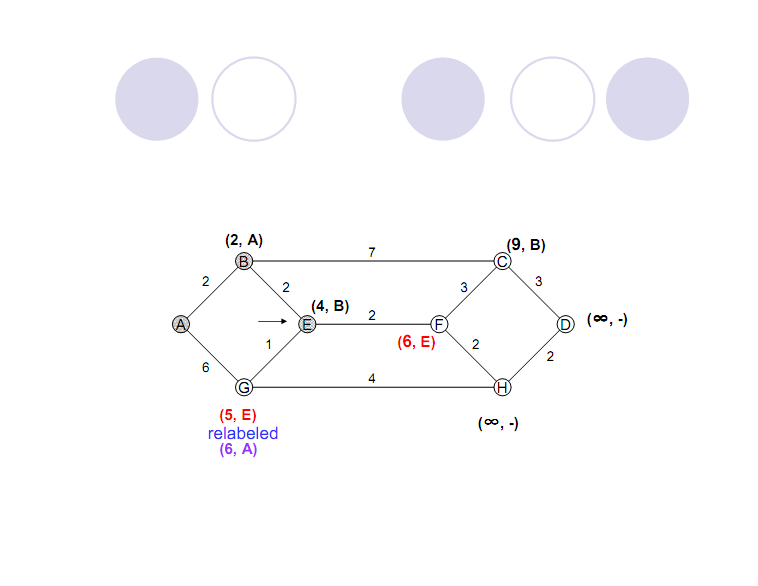 (2, A)
B
7
(9, B)
C
2
2
3
3
(4, B)
A
E
2
F
D
(∞, -)
(6, E)
6
1
2
2
G
4
H
(5, E)
relabeled
(6, A)
(∞, -)